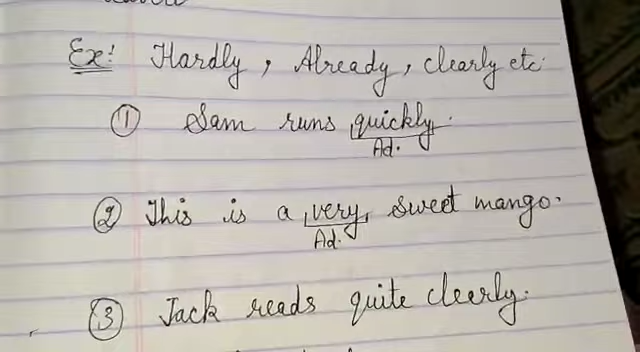 Ex: Hardly, Already, clearly etc.
① Sam runs quickly.
Ad.
② This is a very sweet mango.
Ad.
③ Jack reads quite clearly.